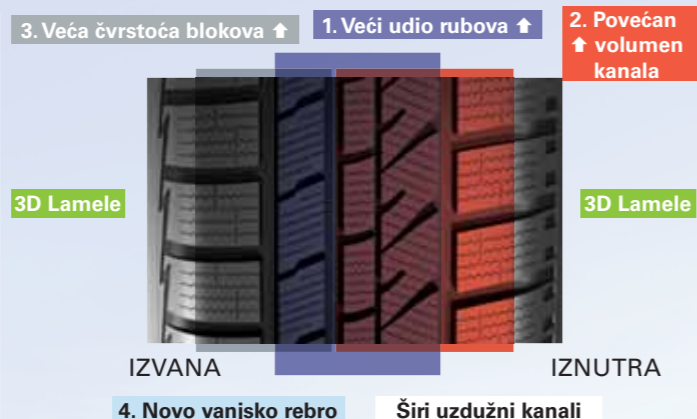 3. Veća čvrstoća blokova ↑
1. Veći udio rubova ↑
2. Povećan
↑ volumen
kanala
3D Lamele
3D Lamele
IZVANA
IZNUTRA
4. Novo vanjsko rebro
Širi uzdužni kanali